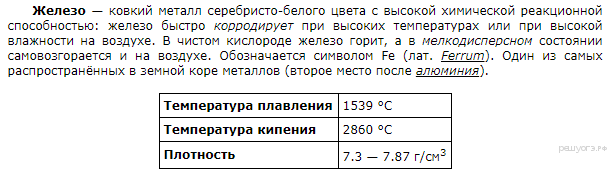 Железо — ковкий металл серебристо-белого цвета с высокой химической реакционной
способностью: железо быстро корродирует при высоких температурах или при высокой
влажности на воздухе. В чистом кислороде железо горит, а в мелкодисперсном состоянии
самовозгорается и на воздухе. Обозначается символом Fe (лат. Ferrum). Один из самых
распространённых в земной коре металлов (второе место после алюминия).
Температура плавления 1539 °C
Температура кипения 2860 °C
Плотность 7.3 — 7.87 г/см³
решуогэ.рф